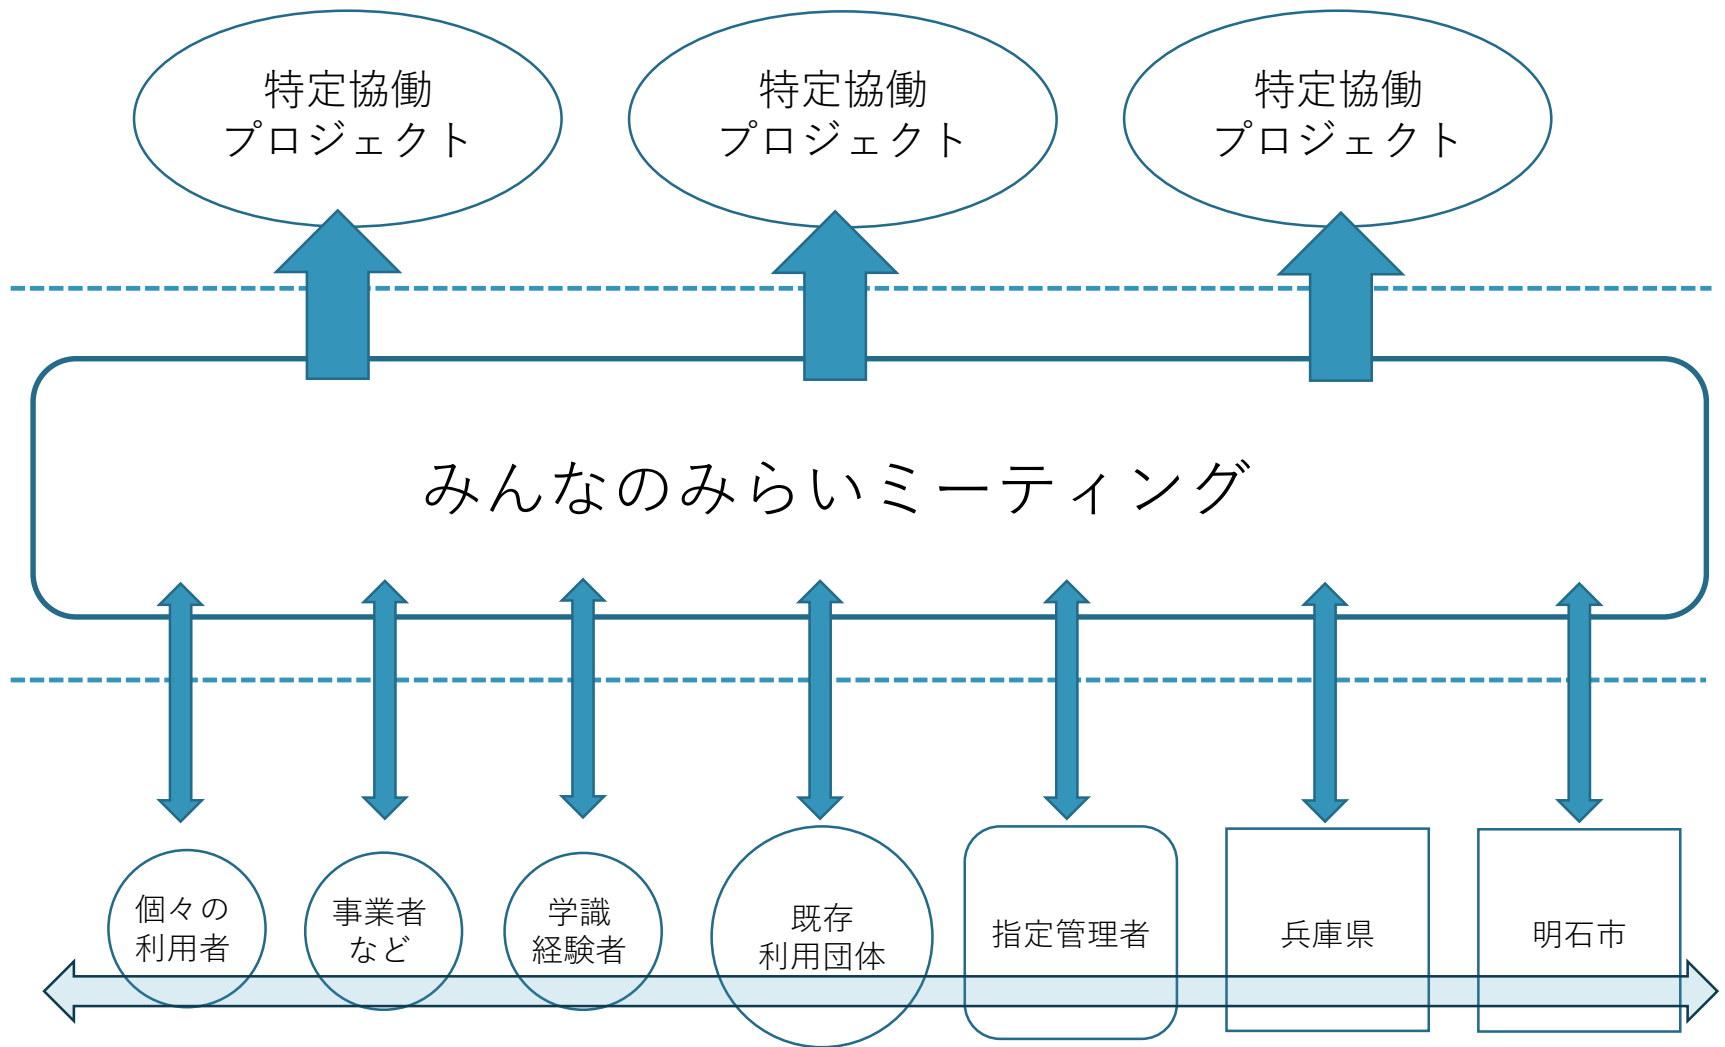 特定協働
プロジェクト
特定協働
プロジェクト
特定協働
プロジェクト
みんなのみらいミーティング
個々の
利用者
事業者
など
学識
経験者
既存
利用団体
指定管理者
兵庫県
明石市